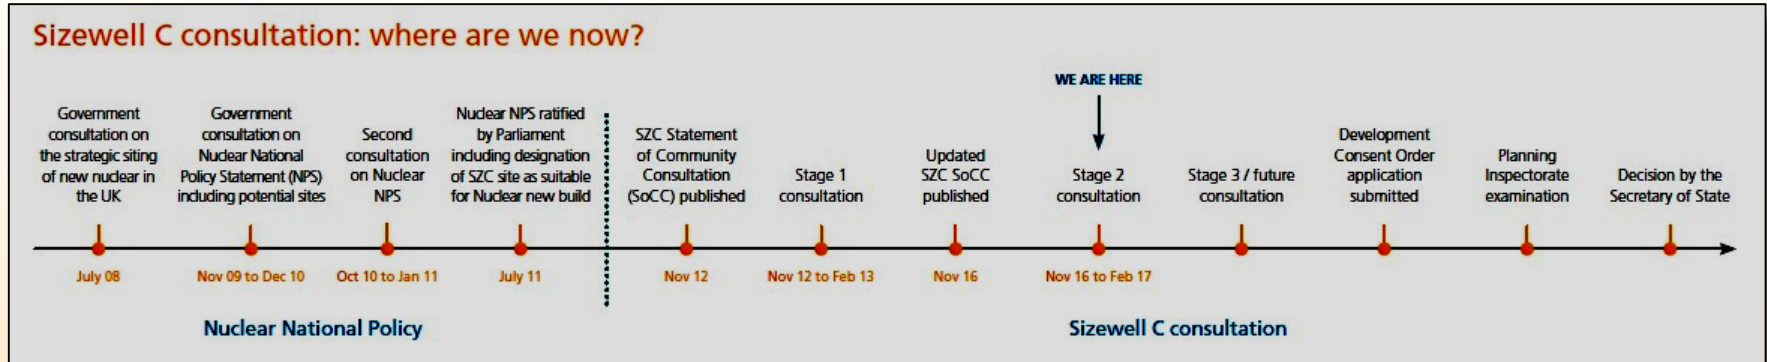 Sizewell C consultation: where are we now?
WE ARE HERE
Government
consultation on
the strategic siting
of new nuclear in
the UK
Government
consultation on
Nuclear National
Policy Statement (NPS)
including potential sites
Second
consultation
on Nuclear
NPS
Nuclear NPS ratified
by Parliament
including designation
of SZC site as suitable
for Nuclear new build
SZC Statement
of Community
Consultation
(SoCC) published
Stage 1
consultation
Updated
SZC SoCC
published
Stage 2
consultation
Stage 3 / future
consultation
Development
Consent Order
application
submitted
Planning
Inspectorate
examination
Decision by the
Secretary of State
July 08
Nov 09 to Dec 10
Oct 10 to Jan 11
July 11
Nov 12
Nov 12 to Feb 13
Nov 16
Nov 16 to Feb 17
Nuclear National Policy
Sizewell C consultation